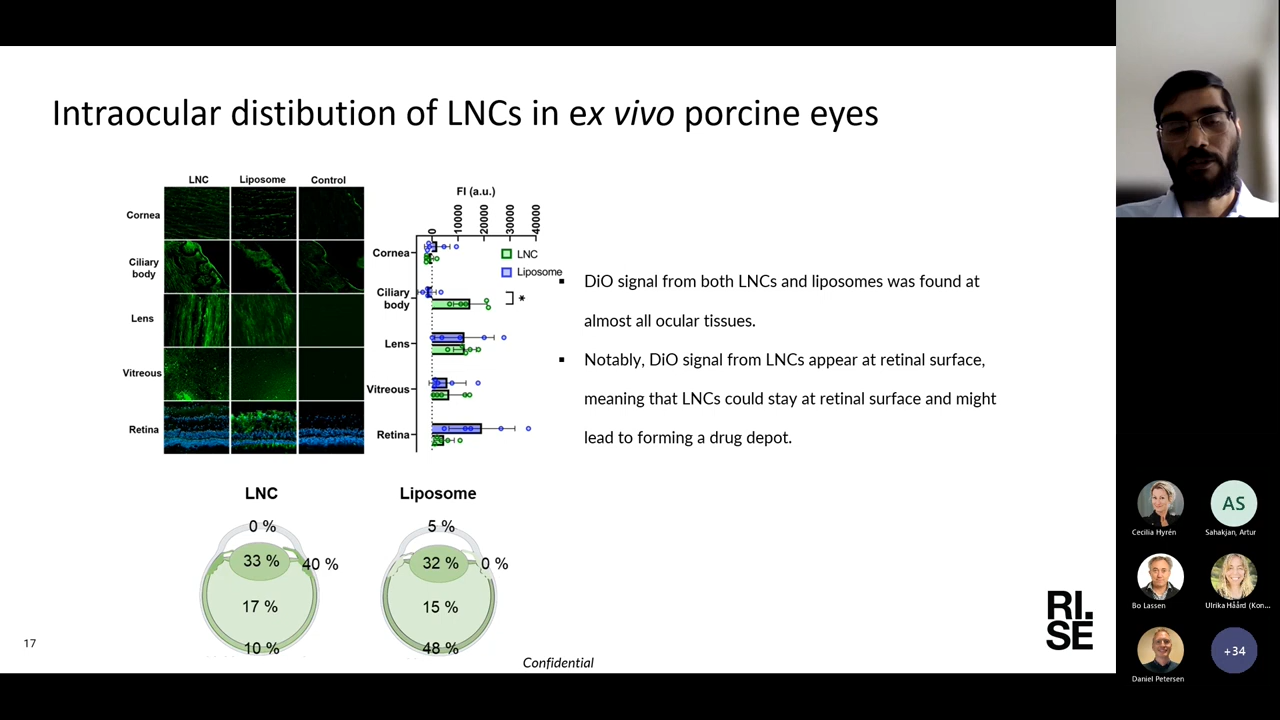 Intraocular distibution of LNCs in ex vivo porcine eyes
LNC Liposome Control
Cornea
Ciliary
body
Lens
Vitreous
Retina
FI (a.u.)
0 10000 20000 30000 40000
Cornea
Ciliary
body
Lens
Vitreous
Retina
LNC
Liposome
*
▪ DiO signal from both LNCs and liposomes was found at
almost all ocular tissues.
▪ Notably, DiO signal from LNCs appear at retinal surface,
meaning that LNCs could stay at retinal surface and might
lead to forming a drug depot.
LNC
0 %
33 %
40 %
17 %
10 %
Liposome
5 %
32 %
0 %
15 %
48 %
17
Confidential
RI.
SE
AS
Cecilia Hyrén
Sahakjan, Artur
Bo Lassen
Ulrika Håård (Kon...
Daniel Petersen
+34